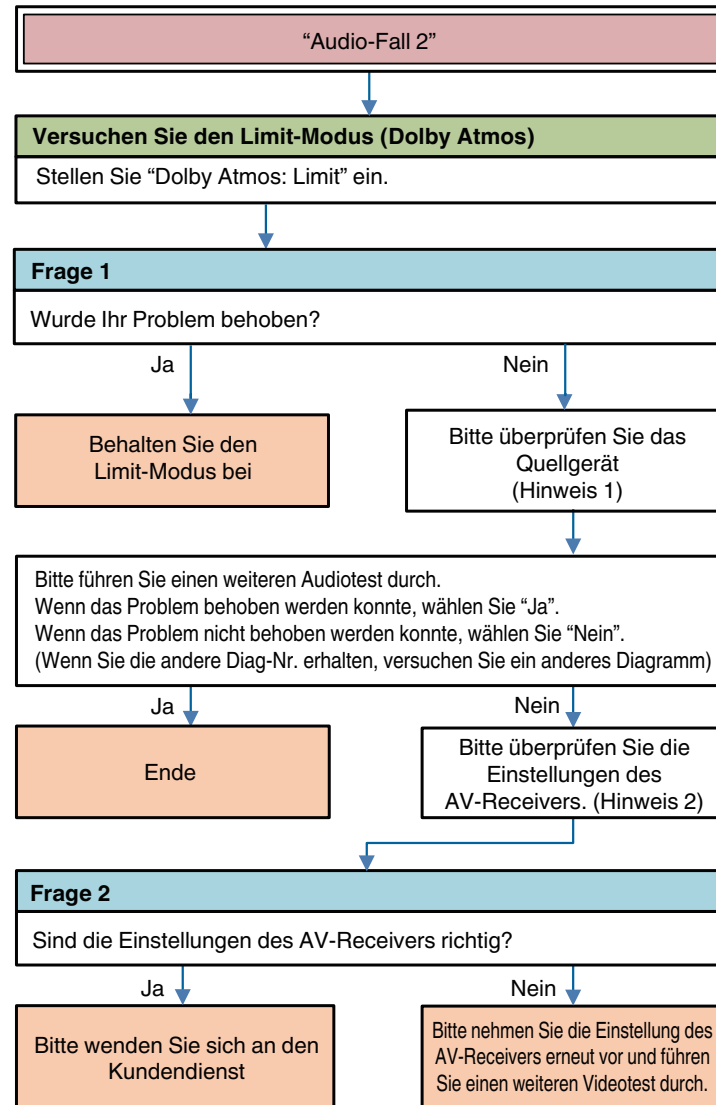 “Audio-Fall 2”
Versuchen Sie den Limit-Modus (Dolby Atmos)
Stellen Sie “Dolby Atmos: Limit” ein.
Frage 1
Wurde Ihr Problem behoben?
Ja
Nein
Behalten Sie den
Limit-Modus bei
Bitte überprüfen Sie das
Quellgerät
(Hinweis 1)
Bitte führen Sie einen weiteren Audiotest durch.
Wenn das Problem behoben werden konnte, wählen Sie “Ja”.
Wenn das Problem nicht behoben werden konnte, wählen Sie “Nein”.
(Wenn Sie die andere Diag-Nr. erhalten, versuchen Sie ein anderes Diagramm)
Ja
Nein
Ende
Bitte überprüfen Sie die
Einstellungen des
AV-Receivers. (Hinweis 2)
Frage 2
Sind die Einstellungen des AV-Receivers richtig?
Ja
Nein
Bitte wenden Sie sich an den
Kundendienst
Bitte nehmen Sie die Einstellung des
AV-Receivers erneut vor und führen
Sie einen weiteren Videotest durch.